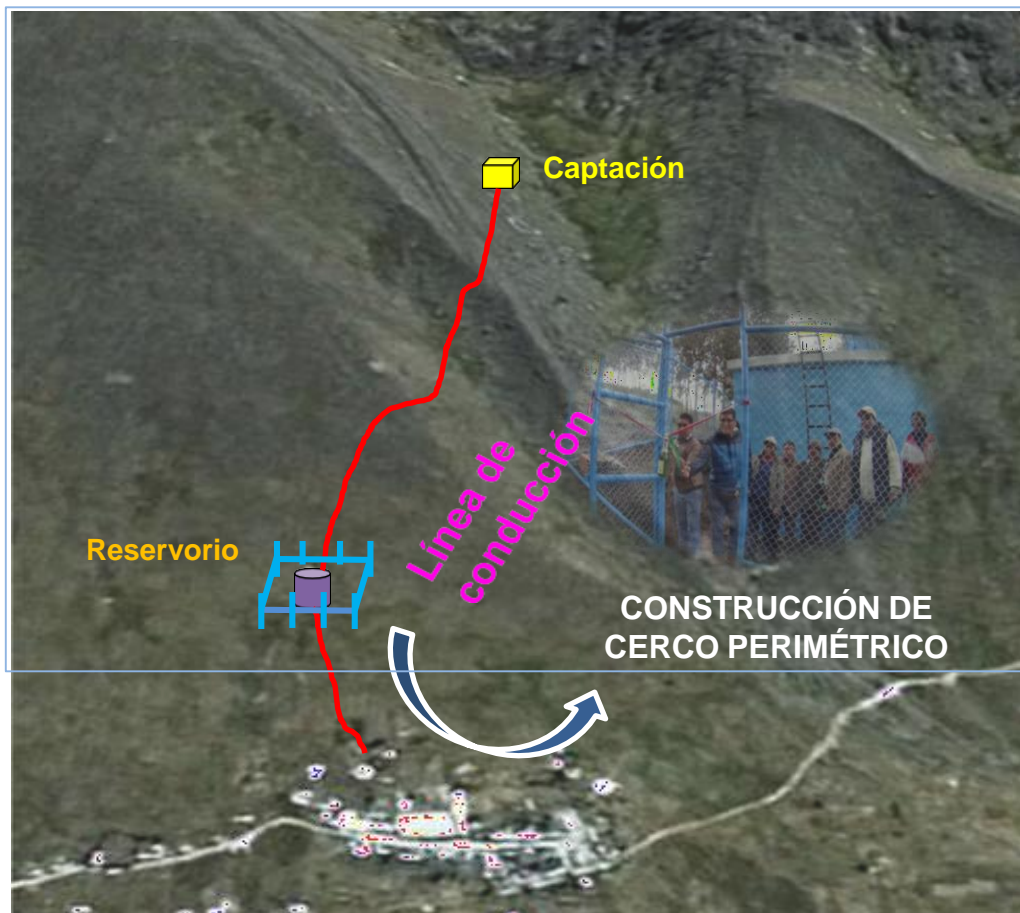 Captación
Línea de
conducción
Reservorio
CONSTRUCCIÓN DE
CERCO PERIMÉTRICO